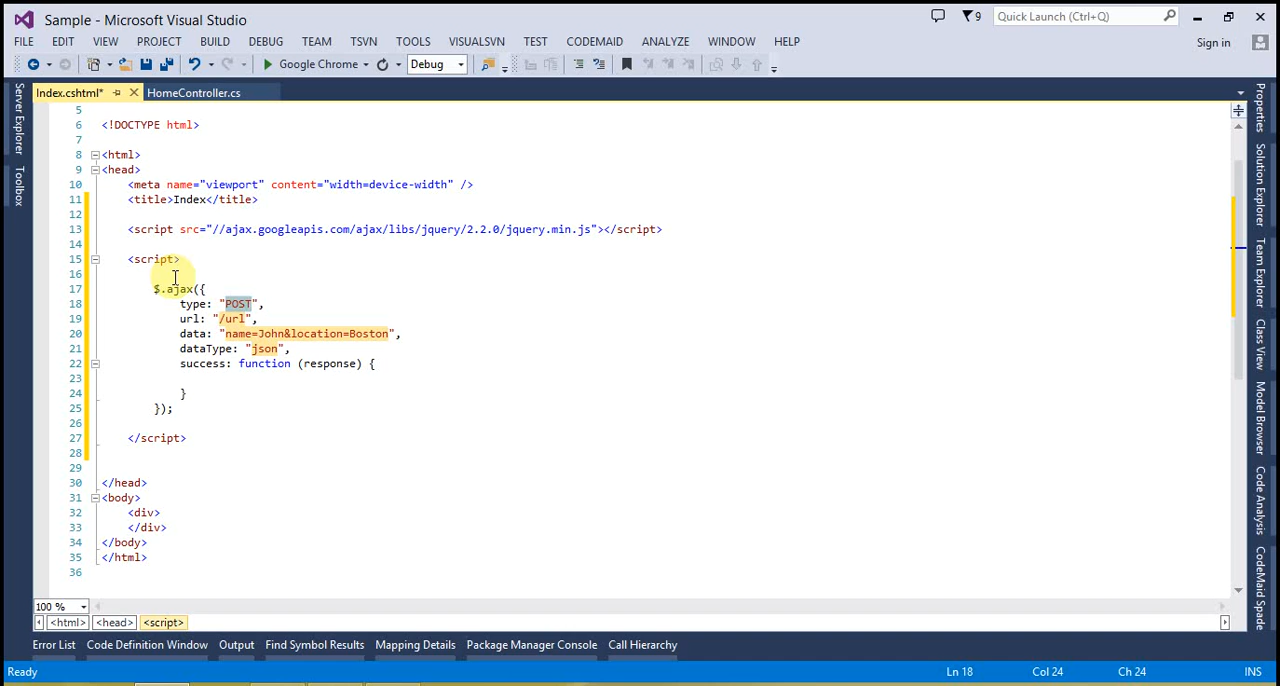 Sample - Microsoft Visual Studio
9
Quick Launch (Ctrl+Q)
FILE EDIT VIEW PROJECT BUILD DEBUG TEAM TSVN TOOLS VISUALSVN TEST CODEMAID ANALYZE WINDOW HELP
Sign in
Google Chrome
Debug
Index.cshtml*
HomeController.cs
Server Explorer
Toolbox
5
6 <!DOCTYPE html>
7
8 <html>
9 <head>
10 <meta name="viewport" content="width=device-width" />
11 <title>Index</title>
12
13 <script src="//ajax.googleapis.com/ajax/libs/jquery/2.2.0/jquery.min.js"></script>
14
15 <script>
16
17 $.ajax({
18 type: "POST",
19 url: "/url",
20 data: "name=John&location=Boston",
21 dataType: "json",
22 success: function (response) {
23
24 }
25 });
26
27 </script>
28
29
30 </head>
31 <body>
32 <div>
33 </div>
34 </body>
35 </html>
36
Properties
Solution Explorer
Team Explorer
Class View
Model Browser
Code Analysis
CodeMaid Spade
100 %
<html> <head> <script>
Error List Code Definition Window Output Find Symbol Results Mapping Details Package Manager Console Call Hierarchy
Ready
Ln 18 Col 24 Ch 24 INS